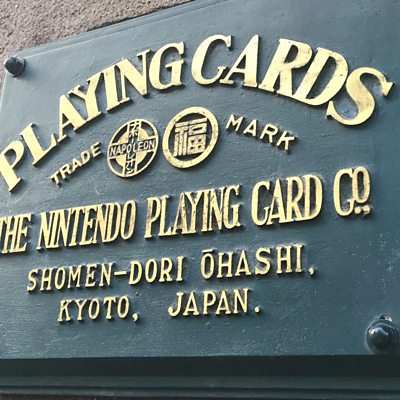 PLAYING CARDS
TRADE NAPOLEON 福 MARK
THE NINTENDO PLAYING CARD CO.,
SHOMEN-DORI ŌHASHI,
KYOTO, JAPAN.